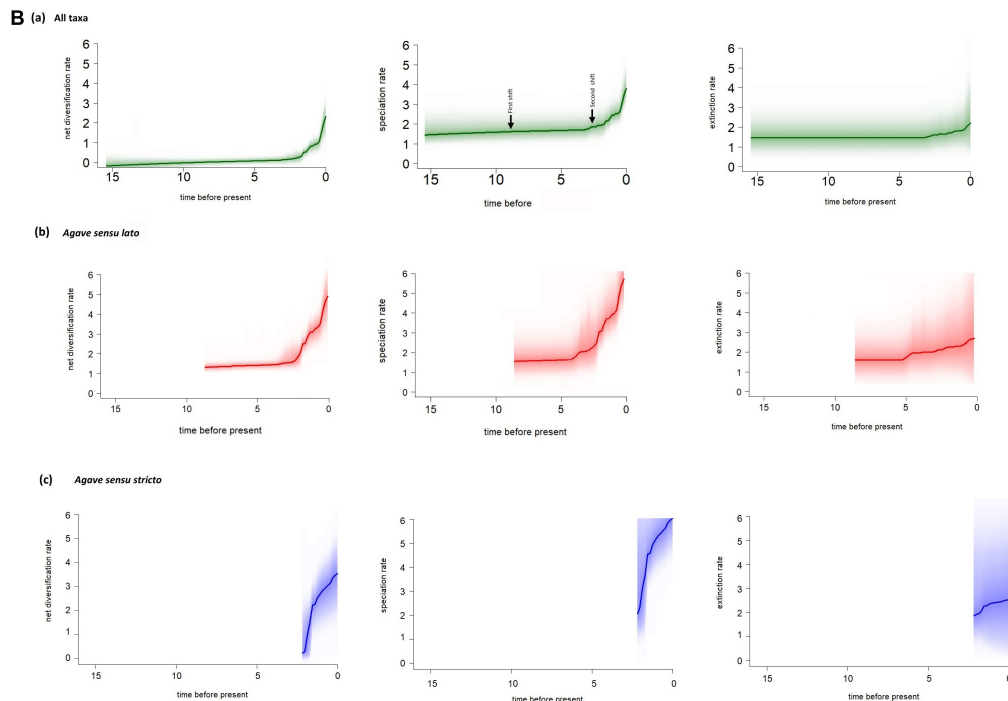 B (a) All taxa
net diversification rate
6
5
4
3
2
1
0
15 10 5 0
time before present
speciation rate
6
5
4
3
2
1
0
First shift
Second shift
15 10 5 0
time before
extinction rate
6
5
4
3
2
1
0
15 10 5 0
time before present
(b) Agave sensu lato
net diversification rate
6
5
4
3
2
1
0
15 10 5 0
time before present
speciation rate
6
5
4
3
2
1
0
15 10 5 0
time before present
extinction rate
6
5
4
3
2
1
0
15 10 5 0
time before present
(c) Agave sensu stricto
net diversification rate
6
5
4
3
2
1
0
15 10 5 0
time before present
speciation rate
6
5
4
3
2
1
0
15 10 5 0
time before present
extinction rate
6
5
4
3
2
1
0
15 10 5 0
time before present